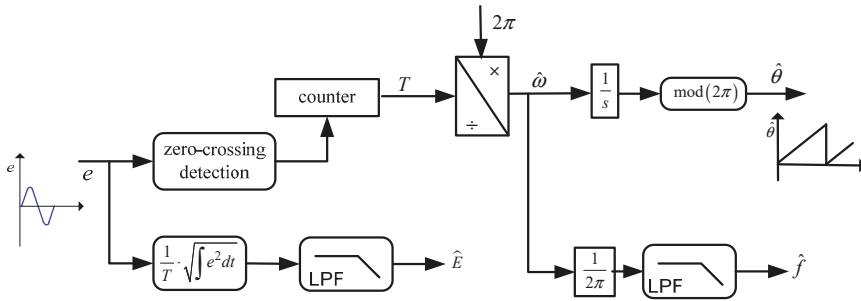 2π
ω̂
1/s
mod(2π)
θ̂
T
×
÷
counter
θ̂
e
e
zero-crossing
detection
1/T · √∫e²dt
LPF
Ê
1/2π
LPF
f̂